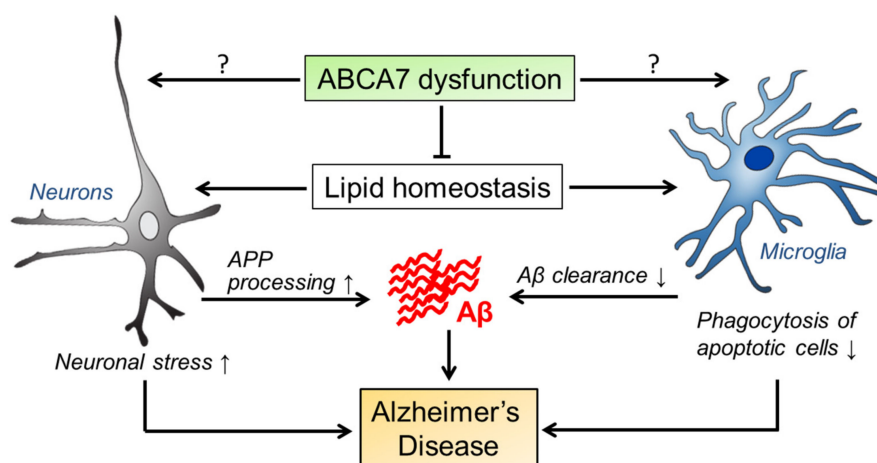 ?
ABCA7 dysfunction
?
Neurons
Lipid homeostasis
Microglia
APP
processing ↑
Aβ
Aβ clearance ↓
Neuronal stress ↑
Phagocytosis of
apoptotic cells ↓
Alzheimer's
Disease